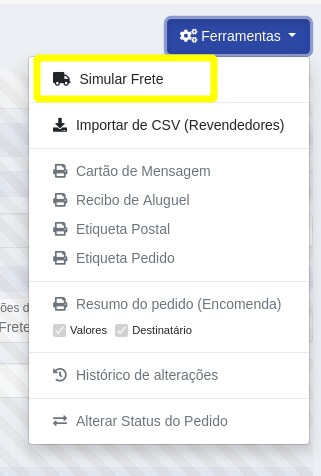 Ferramentas
Simular Frete
Importar de CSV (Revendedores)
Cartão de Mensagem
Recibo de Aluguel
Etiqueta Postal
Etiqueta Pedido
ões d
Resumo do pedido (Encomenda)
Frete
Valores Destinatário
Histórico de alterações
Alterar Status do Pedido